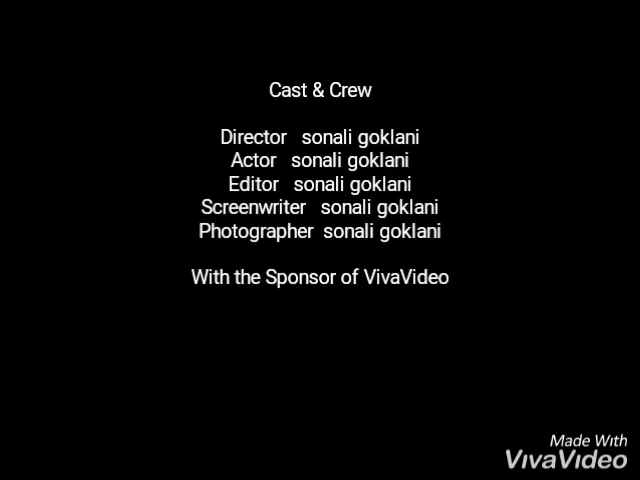 Cast & Crew
Director sonali goklani
Actor sonali goklani
Editor sonali goklani
Screenwriter sonali goklani
Photographer sonali goklani
With the Sponsor of VivaVideo
Made With
VivaVideo